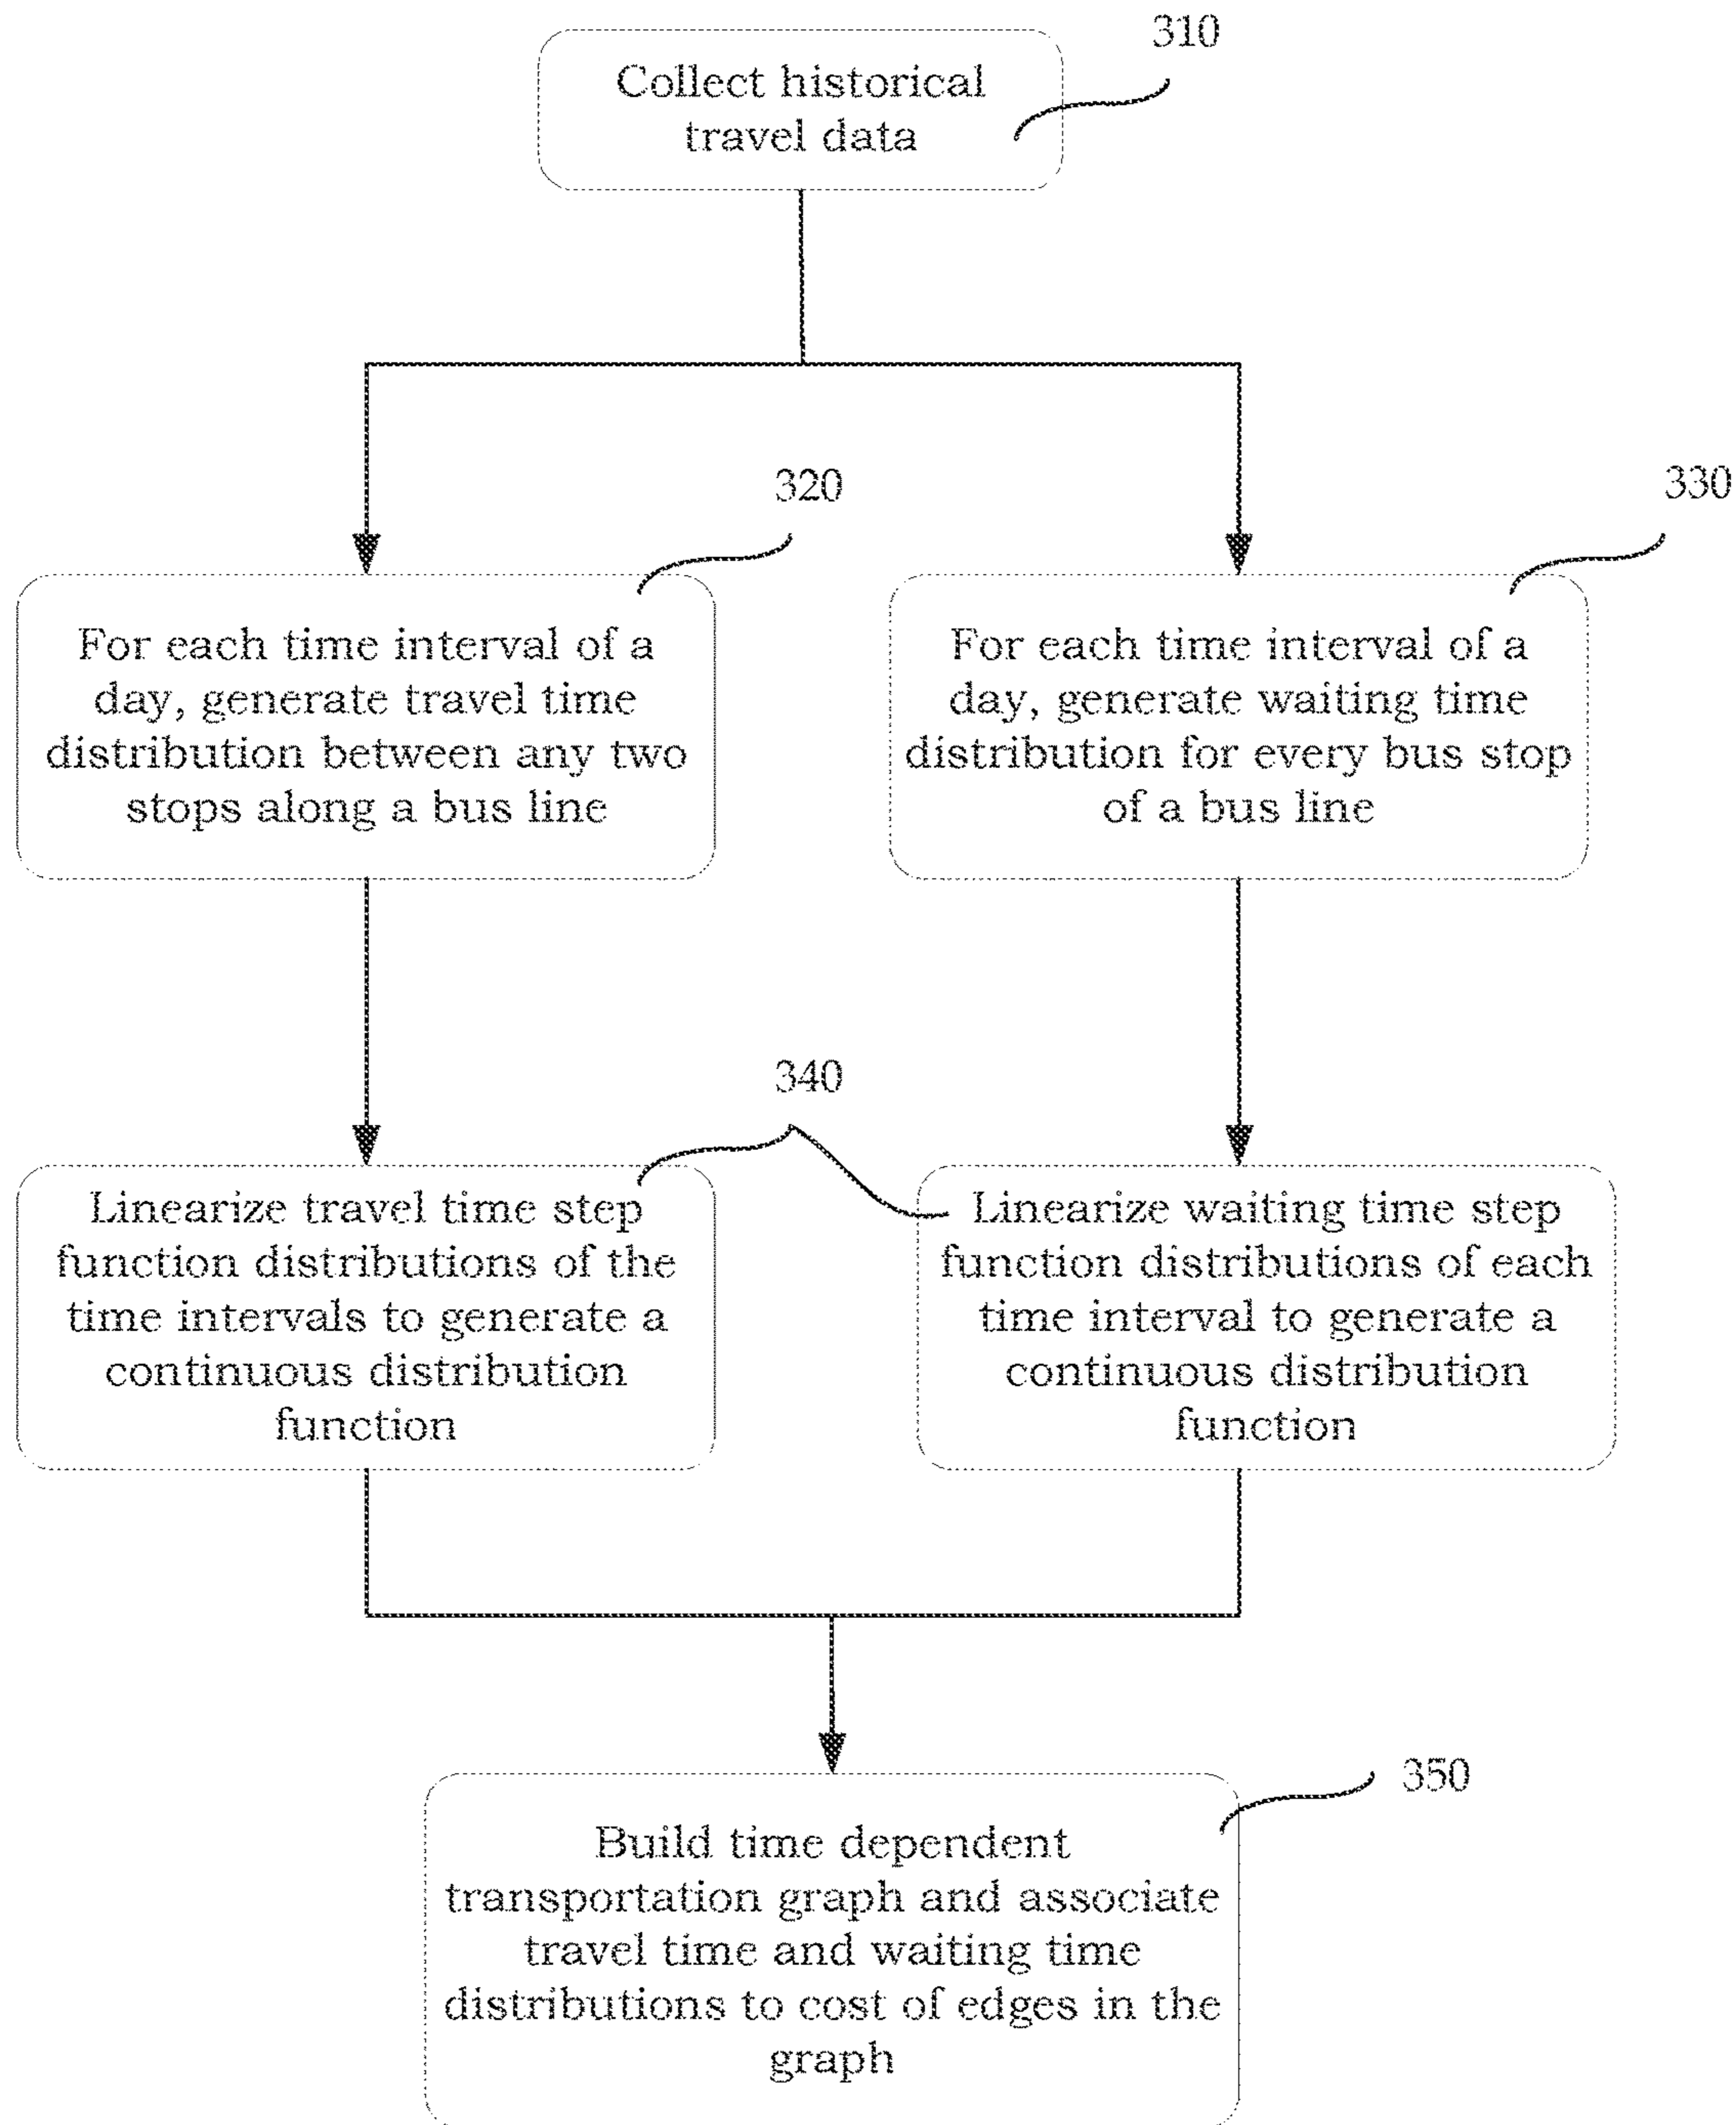 310
Collect historical
travel data
320
330
For each time interval of a
day, generate travel time
distribution between any two
stops along a bus line
For each time interval of a
day, generate waiting time
distribution for every bus stop
of a bus line
340
Linearize travel time step
function distributions of the
time intervals to generate a
continuous distribution
function
Linearize waiting time step
function distributions of each
time interval to generate a
continuous distribution
function
350
Build time dependent
transportation graph and associate
travel time and waiting time
distributions to cost of edges in the
graph